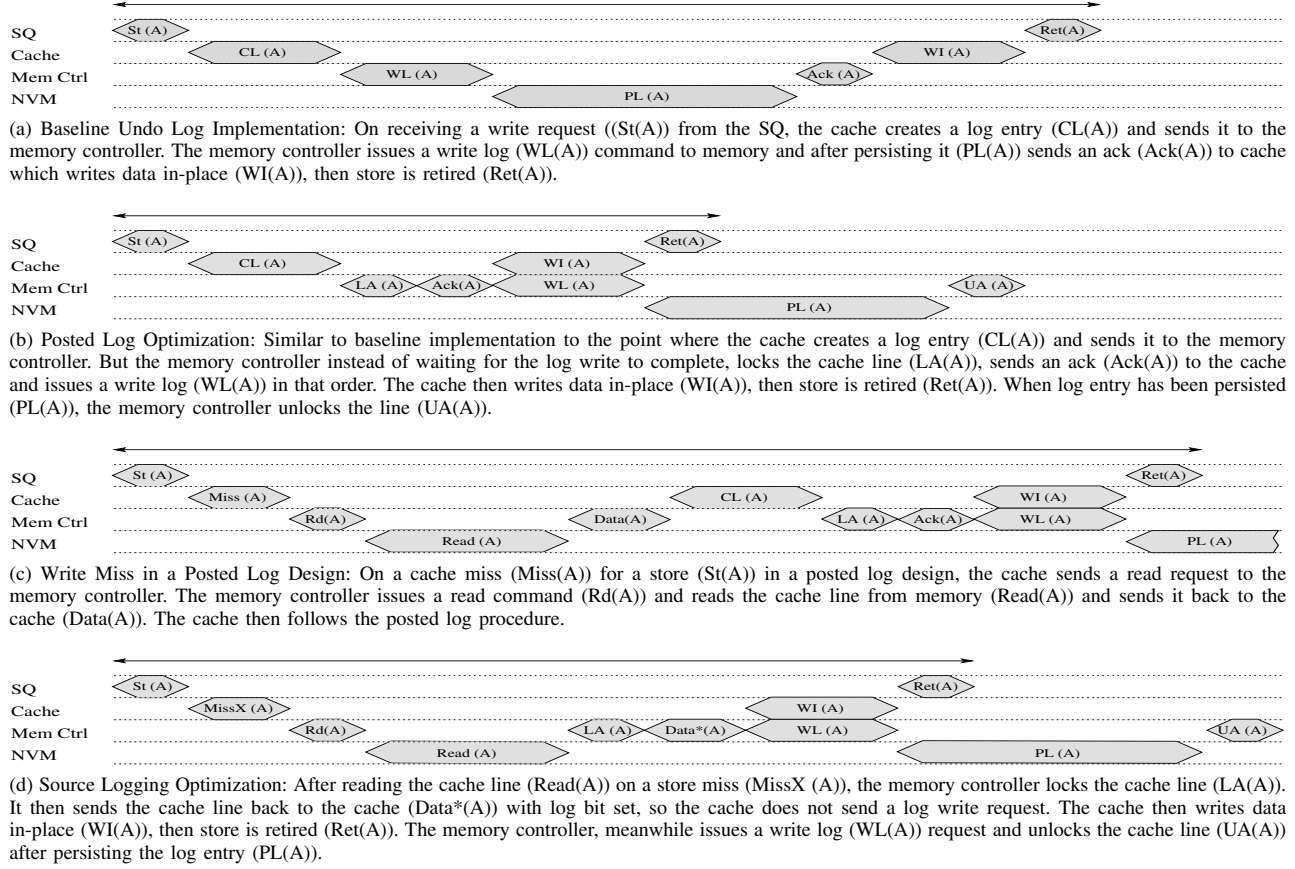 SQ St (A) Ret(A)
Cache CL (A) WI (A)
Mem Ctrl WL (A) Ack (A)
NVM PL (A)
(a) Baseline Undo Log Implementation: On receiving a write request ((St(A)) from the SQ, the cache creates a log entry (CL(A)) and sends it to the
memory controller. The memory controller issues a write log (WL(A)) command to memory and after persisting it (PL(A)) sends an ack (Ack(A)) to cache
which writes data in-place (WI(A)), then store is retired (Ret(A)).
SQ St (A) Ret(A)
Cache CL (A) WI (A)
Mem Ctrl LA (A) Ack(A) WL (A) UA (A)
NVM PL (A)
(b) Posted Log Optimization: Similar to baseline implementation to the point where the cache creates a log entry (CL(A)) and sends it to the memory
controller. But the memory controller instead of waiting for the log write to complete, locks the cache line (LA(A)), sends an ack (Ack(A)) to the cache
and issues a write log (WL(A)) in that order. The cache then writes data in-place (WI(A)), then store is retired (Ret(A)). When log entry has been persisted
(PL(A)), the memory controller unlocks the line (UA(A)).
SQ St (A) Ret(A)
Cache Miss (A) CL (A) WI (A)
Mem Ctrl Rd(A) Data(A) LA (A) Ack(A) WL (A)
NVM Read (A) PL (A)
(c) Write Miss in a Posted Log Design: On a cache miss (Miss(A)) for a store (St(A)) in a posted log design, the cache sends a read request to the
memory controller. The memory controller issues a read command (Rd(A)) and reads the cache line from memory (Read(A)) and sends it back to the
cache (Data(A)). The cache then follows the posted log procedure.
SQ St (A) Ret(A)
Cache MissX (A) WI (A)
Mem Ctrl Rd(A) LA (A) Data*(A) WL (A) UA (A)
NVM Read (A) PL (A)
(d) Source Logging Optimization: After reading the cache line (Read(A)) on a store miss (MissX (A)), the memory controller locks the cache line (LA(A)).
It then sends the cache line back to the cache (Data*(A)) with log bit set, so the cache does not send a log write request. The cache then writes data
in-place (WI(A)), then store is retired (Ret(A)). The memory controller, meanwhile issues a write log (WL(A)) request and unlocks the cache line (UA(A))
after persisting the log entry (PL(A)).